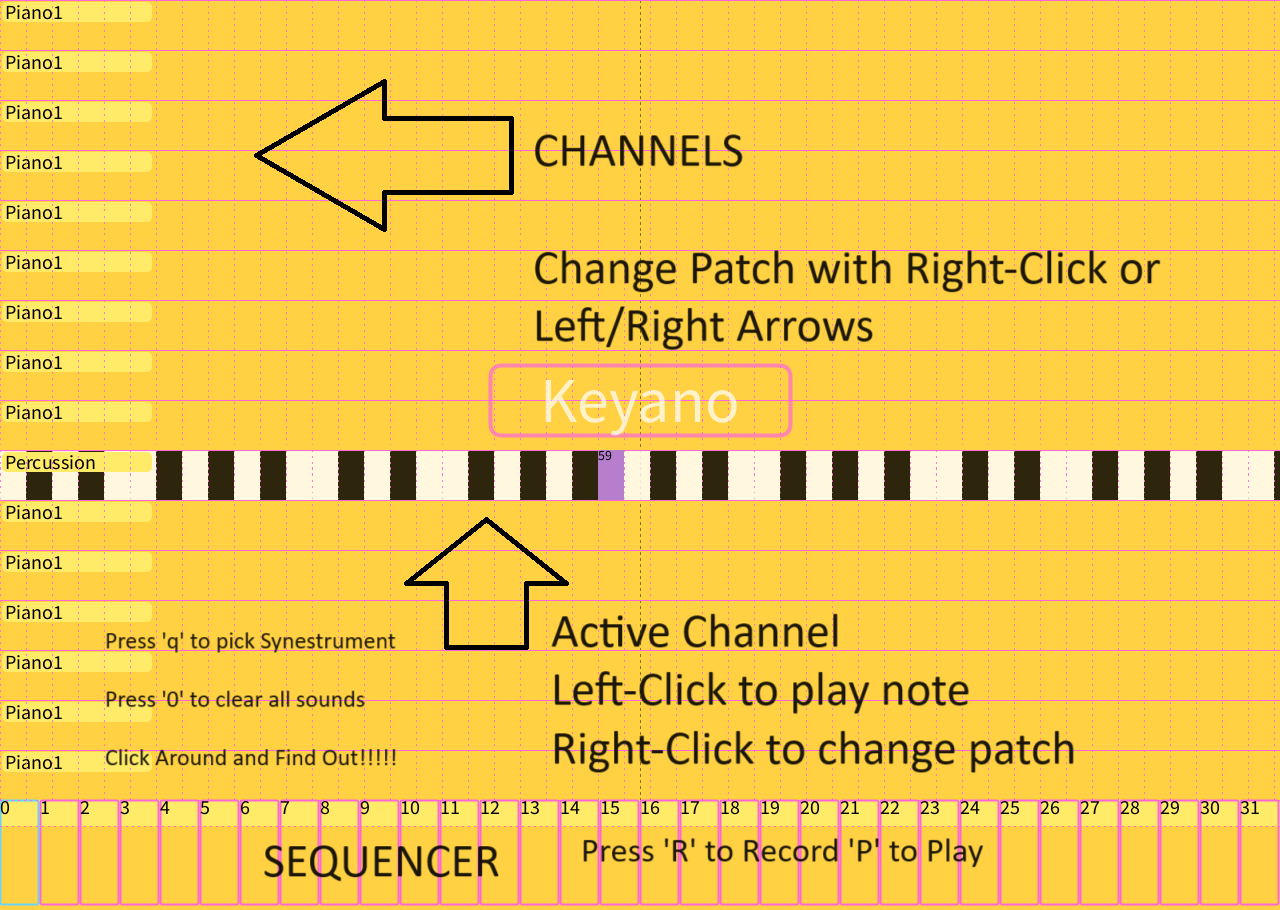 Piano1
Piano1
Piano1
CHANNELS
Piano1
Piano1
Piano1
Change Patch with Right-Click or
Piano1
Left/Right Arrows
Piano1
Keyano
Piano1
Percussion
59
Piano1
Piano1
Piano1
Active Channel
Press 'q' to pick Synestrument
Piano1
Left-Click to play note
Press '0' to clear all sounds
Piano1
Right-Click to change patch
Click Around and Find Out!!!!!
Piano1
0 1 2 3 4 5 6 7 8 9 10 11 12 13 14 15 16 17 18 19 20 21 22 23 24 25 26 27 28 29 30 31
SEQUENCER
Press 'R' to Record 'P' to Play